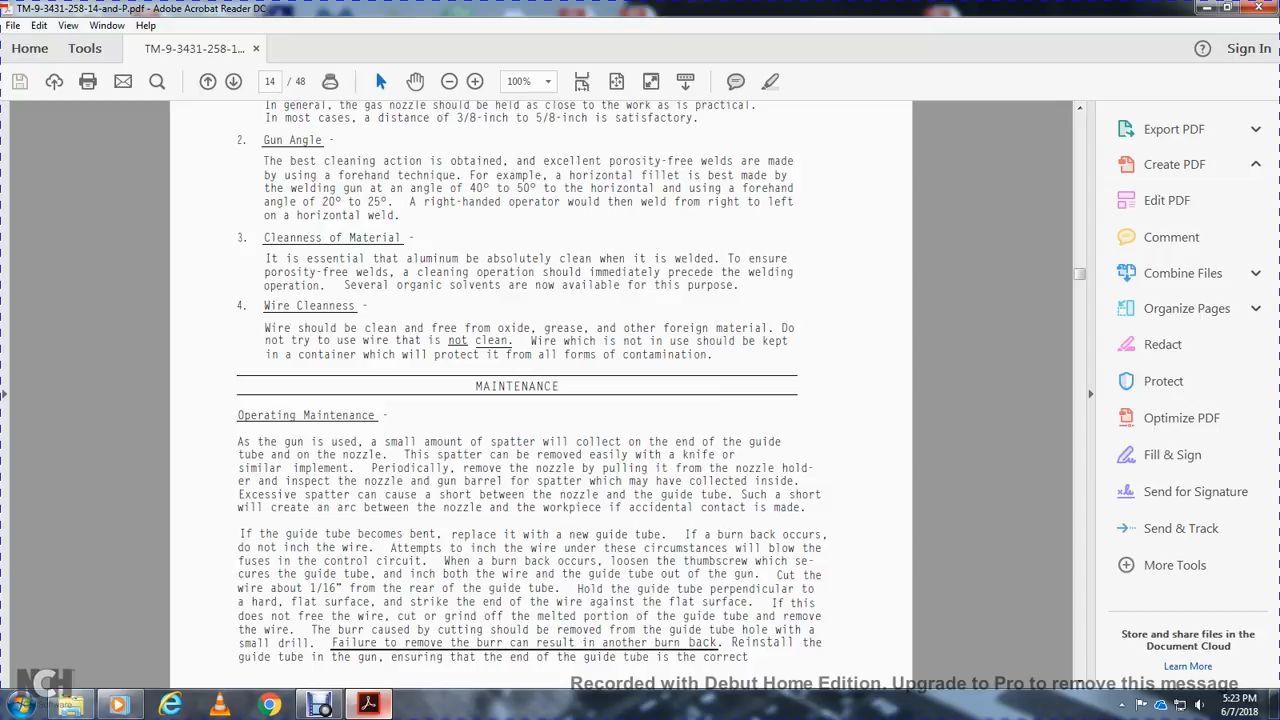 TM-9-3431-258-14-and-P.pdf - Adobe Acrobat Reader DC
File Edit View Window Help
Home Tools TM-9-3431-258-1... × Sign In
14 / 48 100%
In general, the gas nozzle should be held as close to the work as is practical.
In most cases, a distance of 3/8-inch to 5/8-inch is satisfactory.
2. Gun Angle -
The best cleaning action is obtained, and excellent porosity-free welds are made
by using a forehand technique. For example, a horizontal fillet is best made by
the welding gun at an angle of 40° to 50° to the horizontal and using a forehand
angle of 20° to 25°. A right-handed operator would then weld from right to left
on a horizontal weld.
3. Cleanness of Material -
It is essential that aluminum be absolutely clean when it is welded. To ensure
porosity-free welds, a cleaning operation should immediately precede the welding
operation. Several organic solvents are now available for this purpose.
4. Wire Cleanness -
Wire should be clean and free from oxide, grease, and other foreign material. Do
not try to use wire that is not clean. Wire which is not in use should be kept
in a container which will protect it from all forms of contamination.
MAINTENANCE
Operating Maintenance -
As the gun is used, a small amount of spatter will collect on the end of the guide
tube and on the nozzle. This spatter can be removed easily with a knife or
similar implement. Periodically, remove the nozzle by pulling it from the nozzle hold-
er and inspect the nozzle and gun barrel for spatter which may have collected inside.
Excessive spatter can cause a short between the nozzle and the guide tube. Such a short
will create an arc between the nozzle and the workpiece if accidental contact is made.
If the guide tube becomes bent, replace it with a new guide tube. If a burn back occurs,
do not inch the wire. Attempts to inch the wire under these circumstances will blow the
fuses in the control circuit. When a burn back occurs, loosen the thumbscrew which se-
cures the guide tube, and inch both the wire and the guide tube out of the gun. Cut the
wire about 1/16" from the rear of the guide tube. Hold the guide tube perpendicular to
a hard, flat surface, and strike the end of the wire against the flat surface. If this
does not free the wire, cut or grind off the melted portion of the guide tube and remove
the wire. The burr caused by cutting should be removed from the guide tube hole with a
small drill. Failure to remove the burr can result in another burn back. Reinstall the
guide tube in the gun, ensuring that the end of the guide tube is the correct
Export PDF
Create PDF
Edit PDF
Comment
Combine Files
Organize Pages
Redact
Protect
Optimize PDF
Fill & Sign
Send for Signature
Send & Track
More Tools
Store and share files in the
Document Cloud
Learn More
NCH Software
Recorded with Debut Home Edition. Upgrade to Pro to remove this message
5:23 PM
6/7/2018